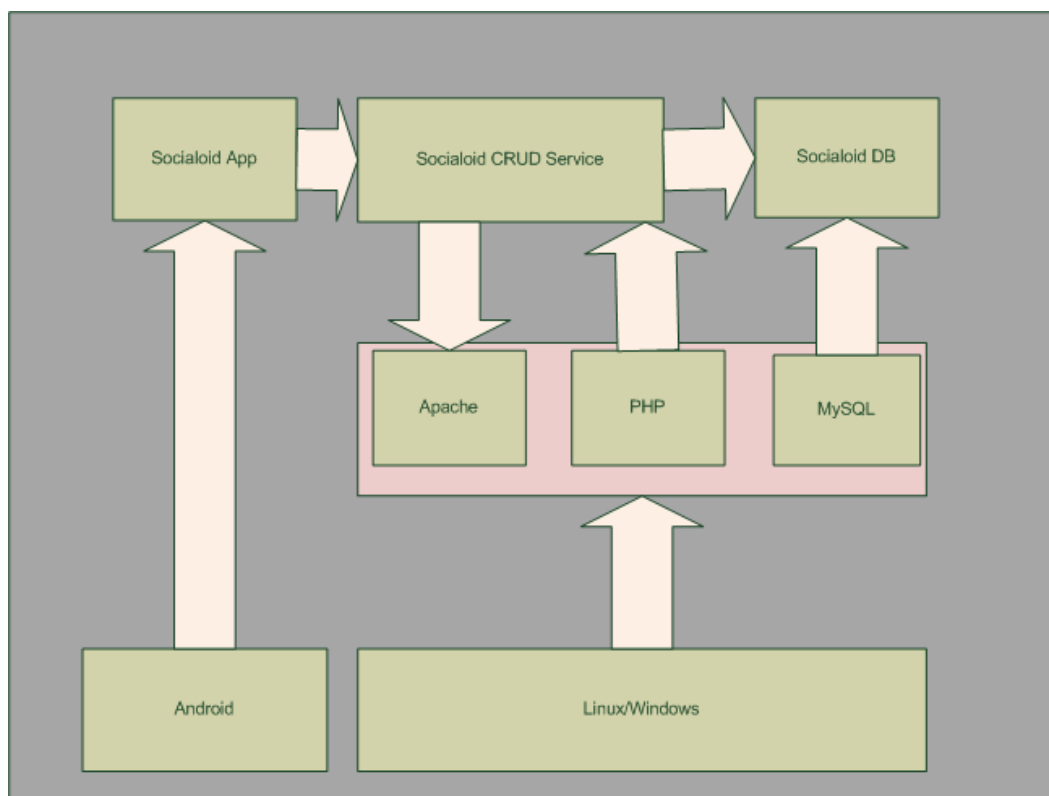 Socialoid App
Socialoid CRUD Service
Socialoid DB
Apache
PHP
MySQL
Android
Linux/Windows